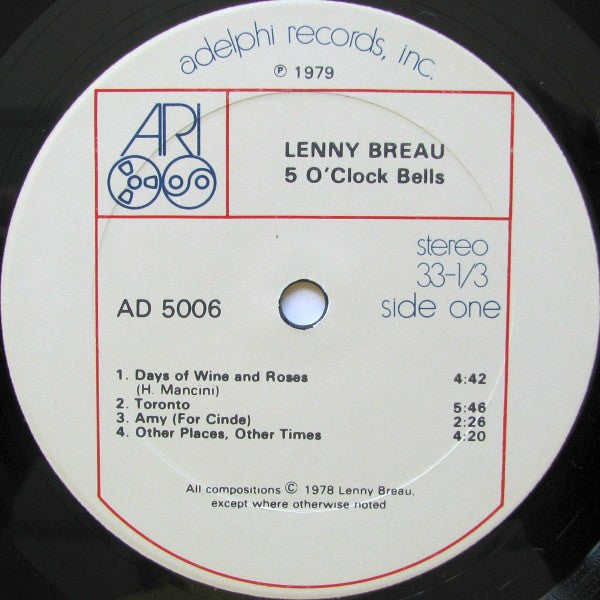 adelphi records, inc.
℗ 1979
ARI
LENNY BREAU
5 O'Clock Bells
stereo
33-1/3
AD 5006
side one
1. Days of Wine and Roses 4:42
(H. Mancini)
2. Toronto 5:46
3. Amy (For Cinde) 2:26
4. Other Places, Other Times 4:20
All compositions © 1978 Lenny Breau,
except where otherwise noted